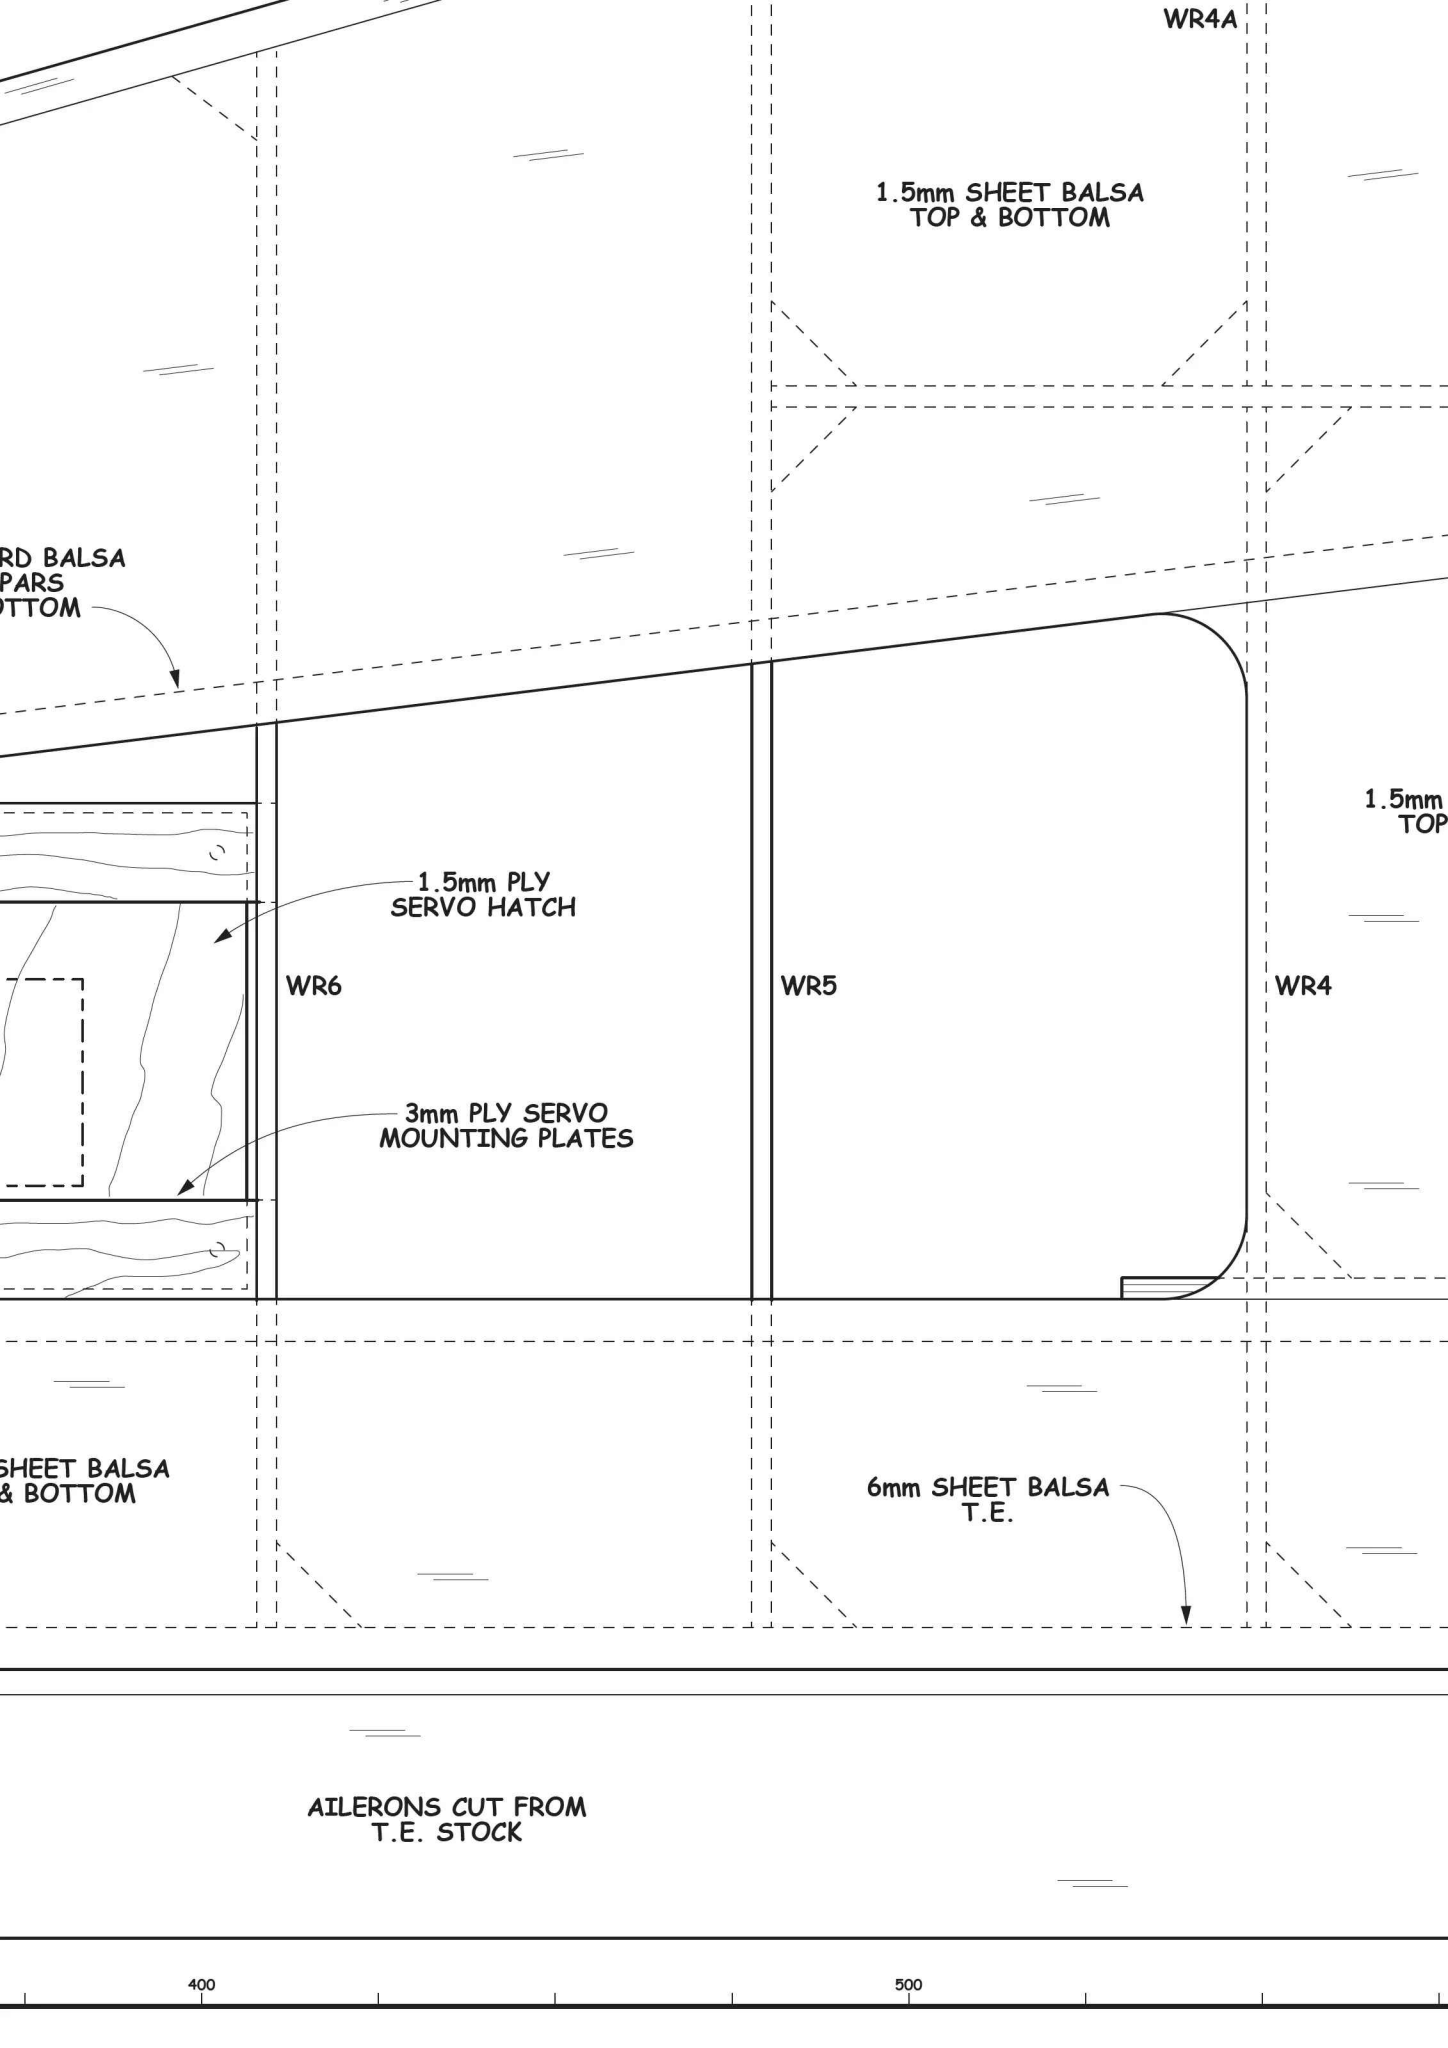 WR4A
1.5mm SHEET BALSA
TOP & BOTTOM
RD BALSA
PARS
OTTOM
1.5mm
TOP
1.5mm PLY
SERVO HATCH
WR6
WR5
WR4
3mm PLY SERVO
MOUNTING PLATES
SHEET BALSA
& BOTTOM
6mm SHEET BALSA
T.E.
AILERONS CUT FROM
T.E. STOCK
400
500